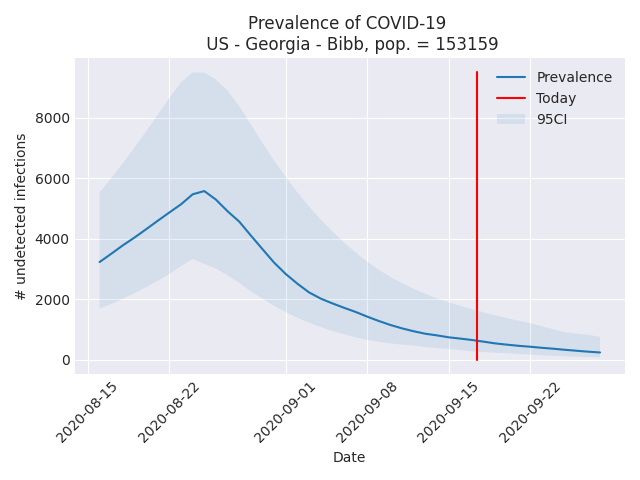 Prevalence of COVID-19
US - Georgia - Bibb, pop. = 153159
Prevalence
Today
95CI
# undetected infections
8000
6000
4000
2000
0
2020-08-15
2020-08-22
2020-09-01
2020-09-08
2020-09-15
2020-09-22
Date